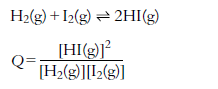 H₂(g) + I₂(g) ⇌ 2HI(g)
Q= [HI(g)]²
[H₂(g)][I₂(g)]